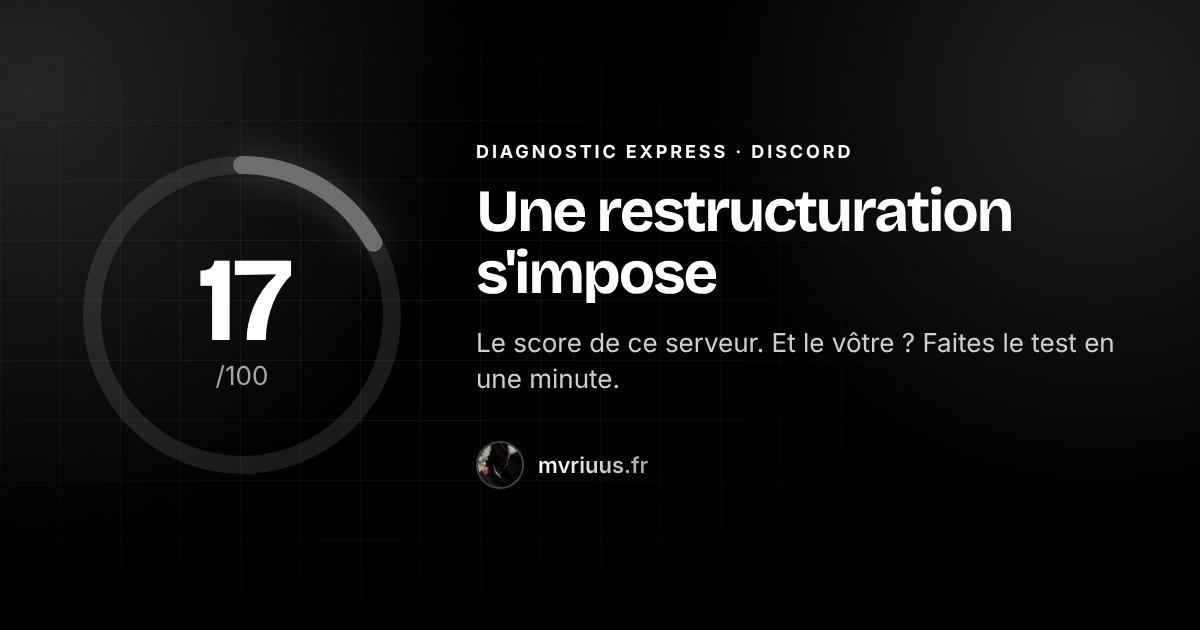 17
/100
DIAGNOSTIC EXPRESS · DISCORD
Une restructuration
s'impose
Le score de ce serveur. Et le vôtre ? Faites le test en
une minute.
mvriuus.fr